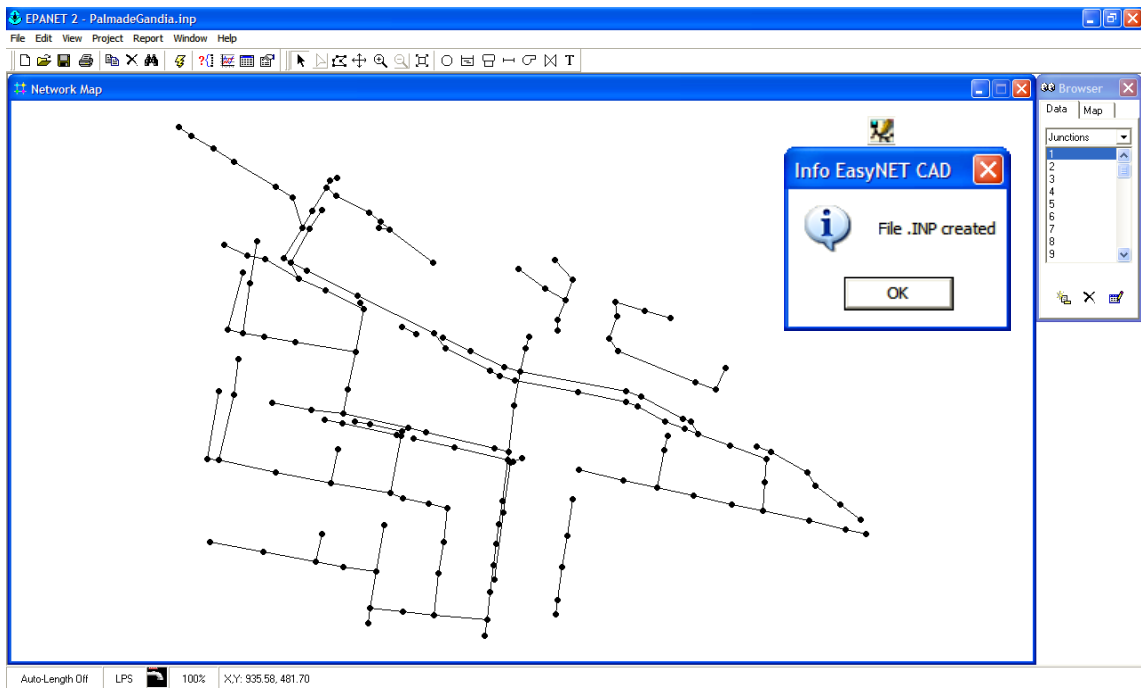 EPANET 2 - PalmadeGandia.inp
File Edit View Project Report Window Help
T
Network Map
Browser
Data Map
Junctions
1
2
3
4
5
6
7
8
9
Info EasyNET CAD
File .INP created
OK
Auto-Length Off LPS 100% X,Y: 935.58, 481.70